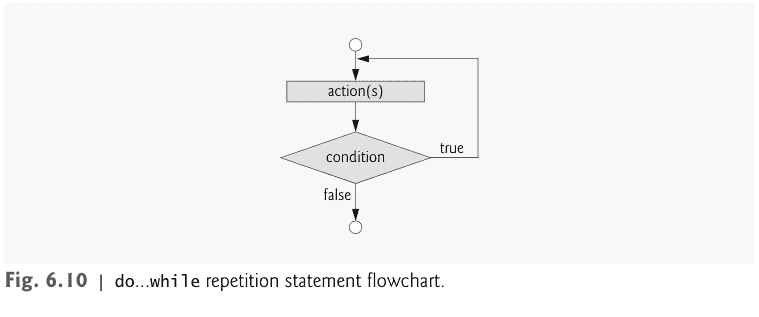 action(s)
condition
true
false
Fig. 6.10 | do...while repetition statement flowchart.